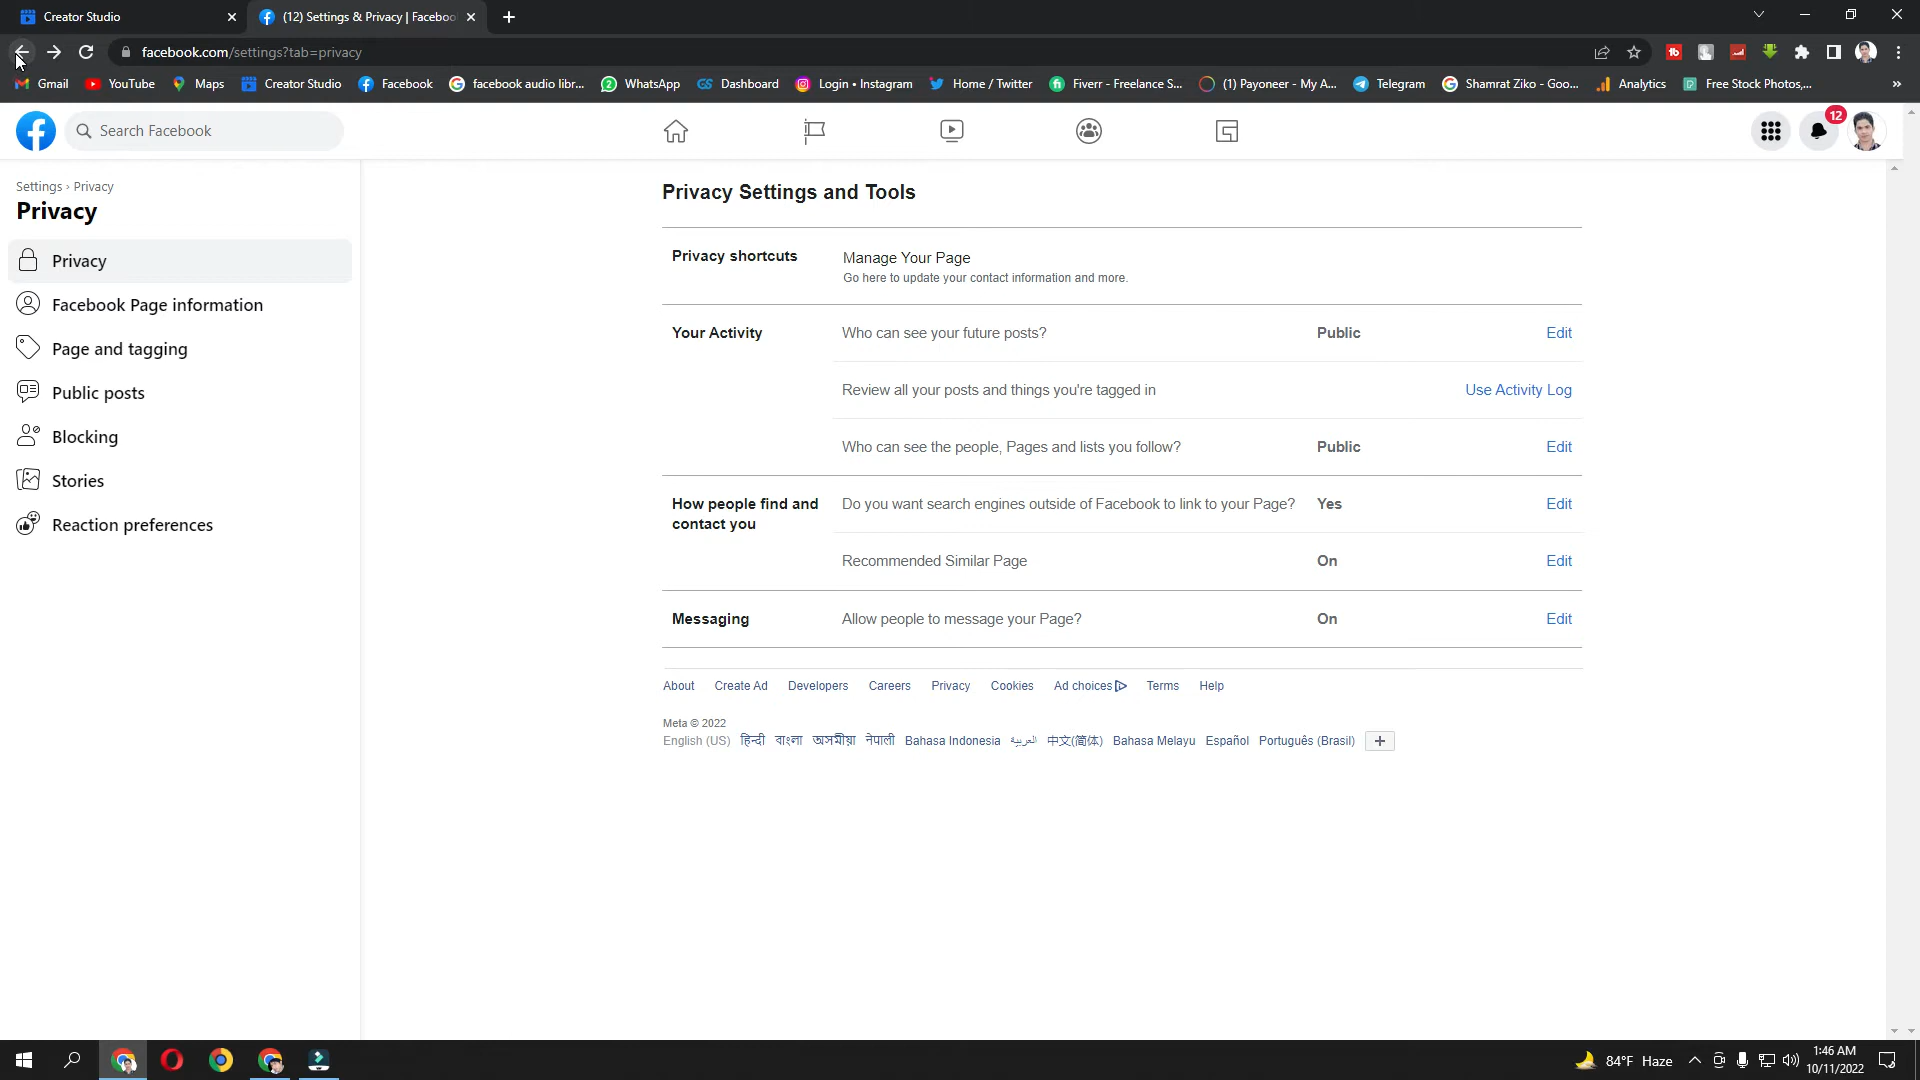 Creator Studio
(12) Settings & Privacy | Faceboo
facebook.com/settings?tab=privacy
Gmail YouTube Maps Creator Studio Facebook facebook audio libr... WhatsApp Dashboard Login • Instagram Home / Twitter Fiverr - Freelance S... (1) Payoneer - My A... Telegram Shamrat Ziko - Goo... Analytics Free Stock Photos,... »
Search Facebook
12
Settings › Privacy
Privacy
Privacy
Facebook Page information
Page and tagging
Public posts
Blocking
Stories
Reaction preferences
Privacy Settings and Tools
Privacy shortcuts Manage Your Page
Go here to update your contact information and more.
Your Activity Who can see your future posts? Public Edit
Review all your posts and things you're tagged in Use Activity Log
Who can see the people, Pages and lists you follow? Public Edit
How people find and contact you Do you want search engines outside of Facebook to link to your Page? Yes Edit
Recommended Similar Page On Edit
Messaging Allow people to message your Page? On Edit
About Create Ad Developers Careers Privacy Cookies Ad choices Terms Help
Meta © 2022
English (US) हिन्दी বাংলা অসমীয়া नेपाली Bahasa Indonesia العربية 中文(简体) Bahasa Melayu Español Português (Brasil) +
84°F Haze
1:46 AM
10/11/2022